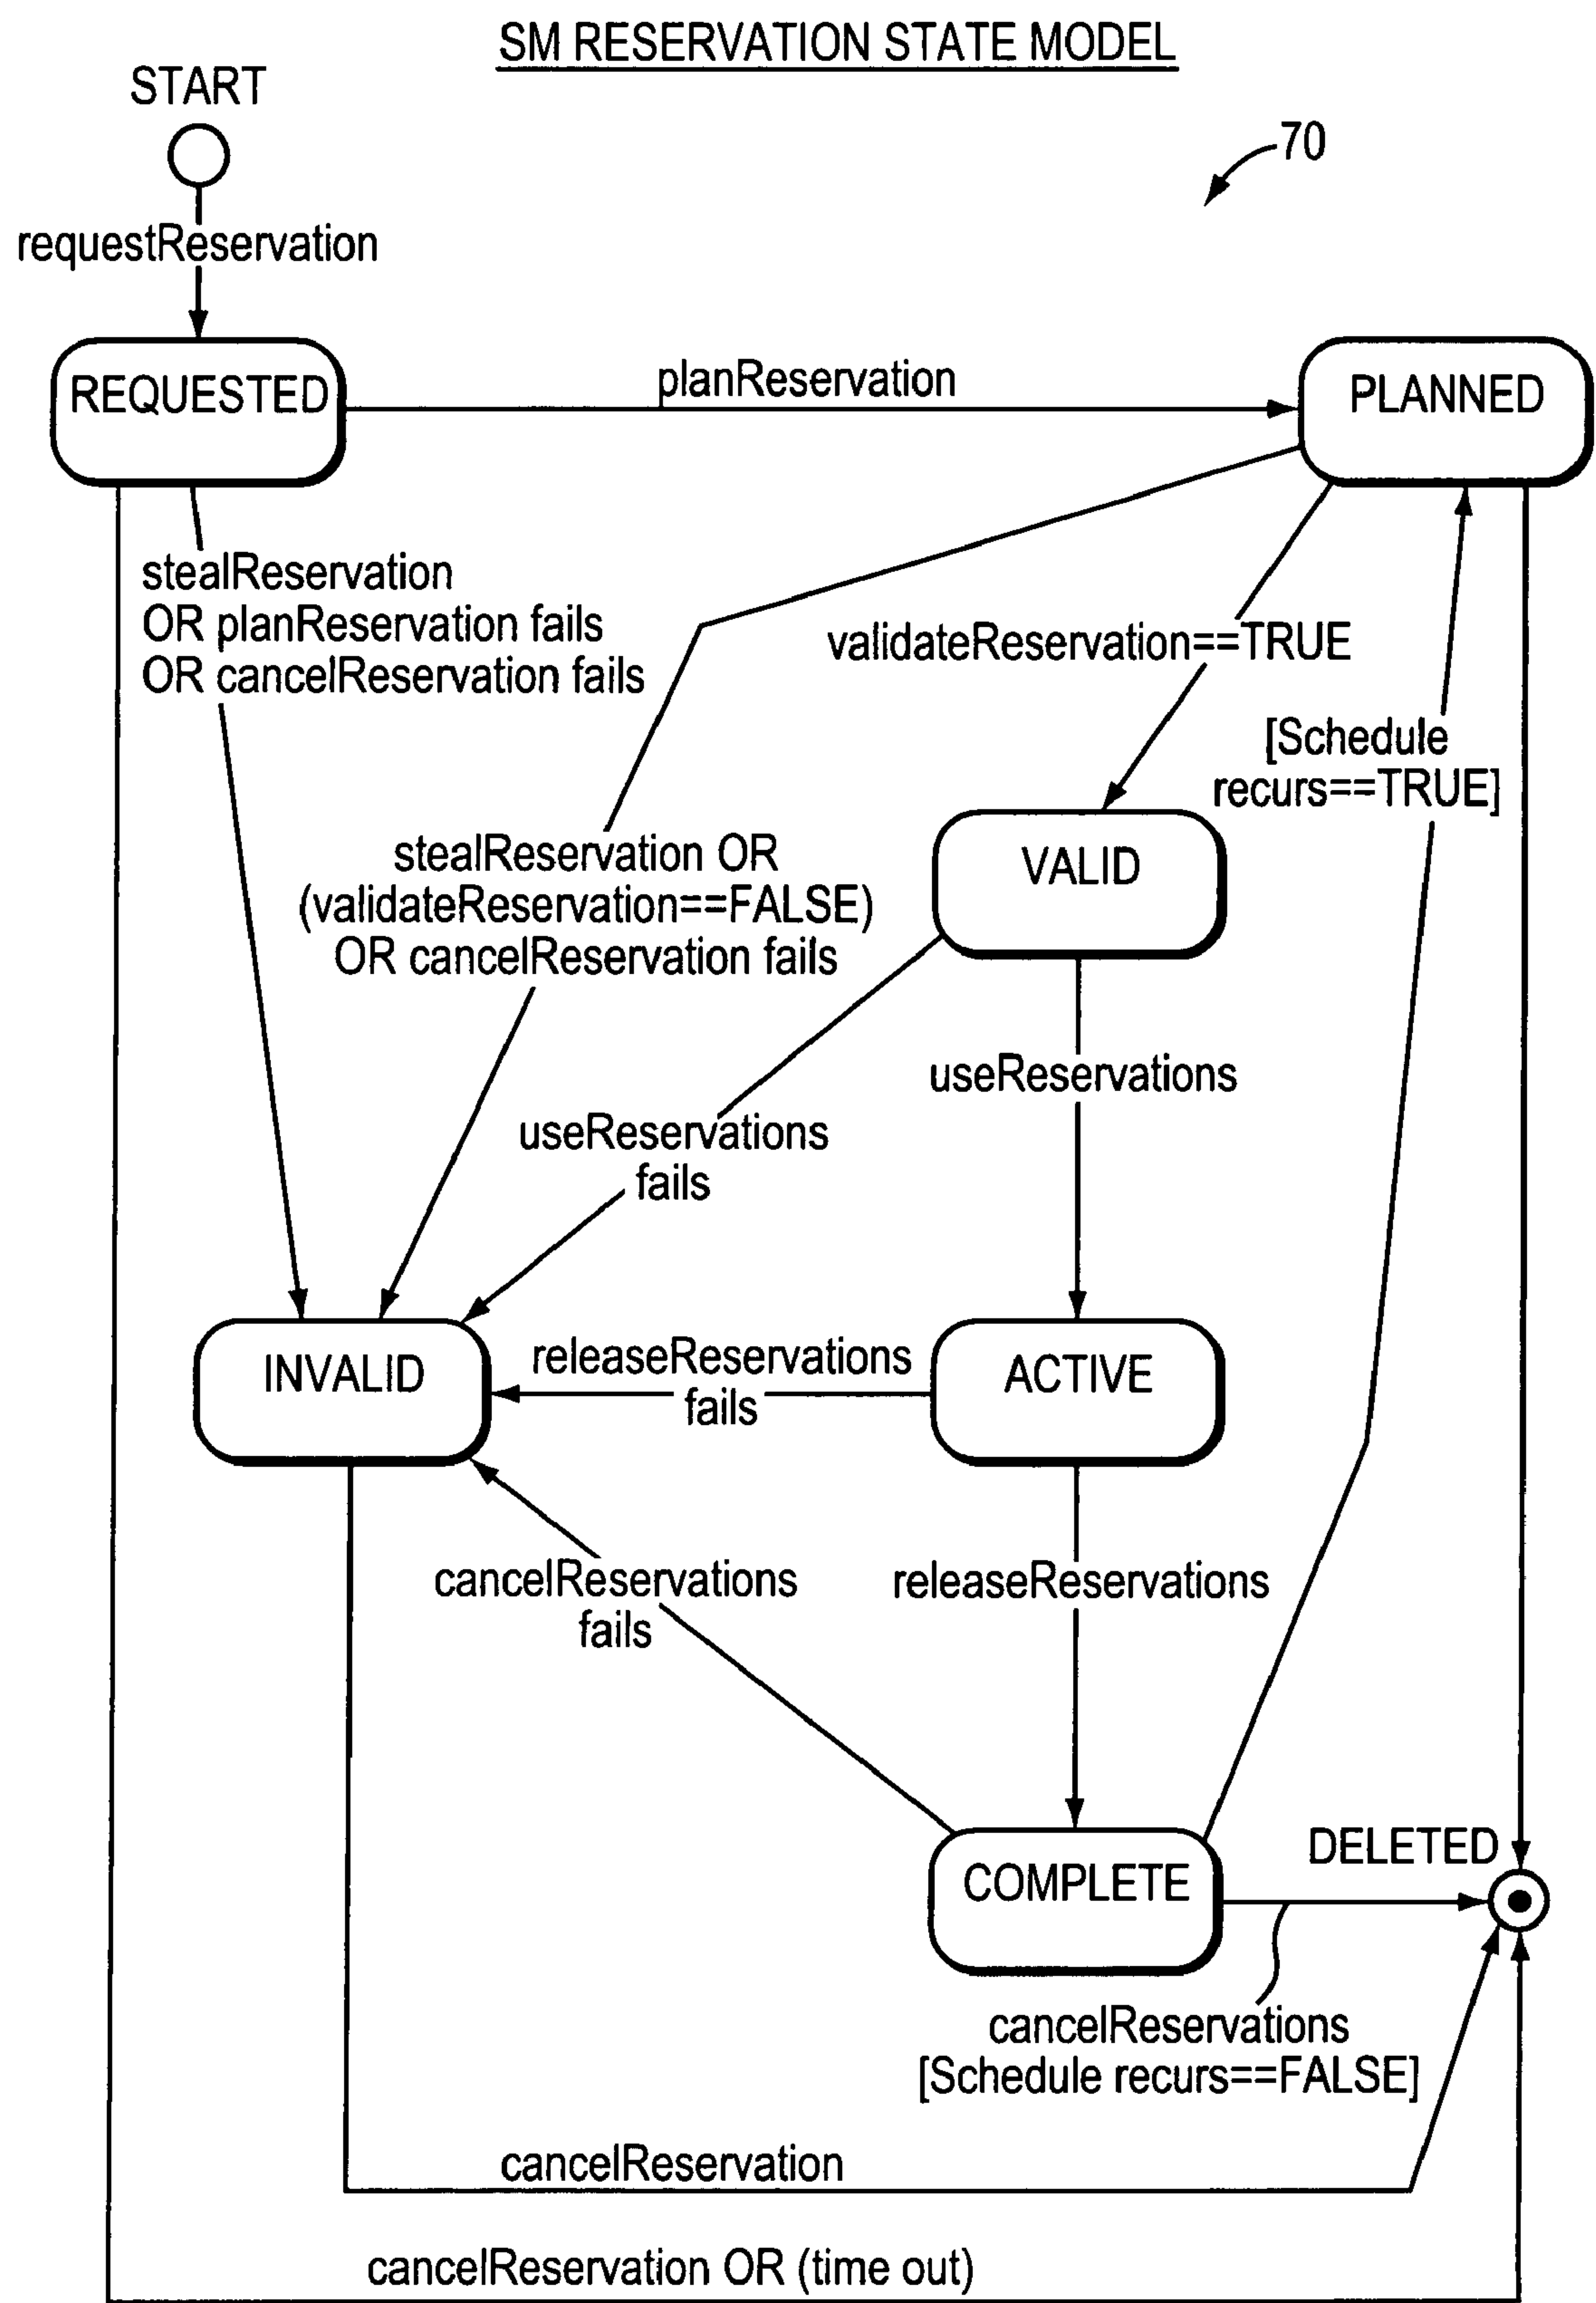 SM RESERVATION STATE MODEL
START
70
requestReservation
REQUESTED
planReservation
PLANNED
stealReservation
OR planReservation fails
OR cancelReservation fails
validateReservation==TRUE
[Schedule
recurs==TRUE]
stealReservation OR
(validateReservation==FALSE)
OR cancelReservation fails
VALID
useReservations
useReservations
fails
INVALID
releaseReservations
fails
ACTIVE
cancelReservations
fails
releaseReservations
COMPLETE
DELETED
cancelReservations
[Schedule recurs==FALSE]
cancelReservation
cancelReservation OR (time out)